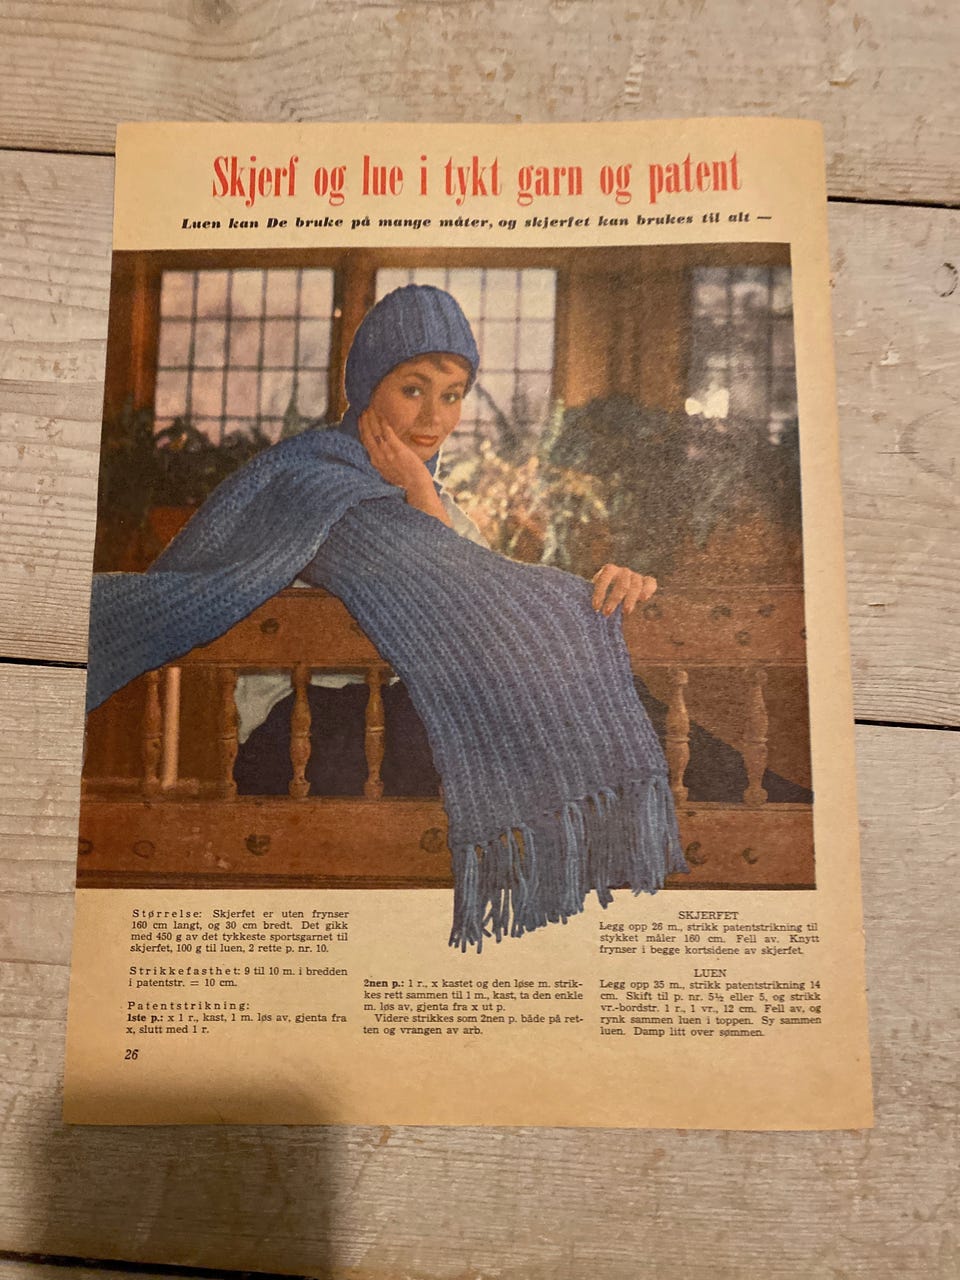 Skjerf og lue i tykt garn og patent
Luen kan De bruke på mange måter, og skjerfet kan brukes til alt —
Størrelse: Skjerfet er uten frynser
160 cm langt, og 30 cm bredt. Det gikk
med 450 g av det tykkeste sportsgarnet til
skjerfet, 100 g til luen, 2 rette p. nr. 10.
Strikkefasthet: 9 til 10 m. i bredden
i patentstr. = 10 cm.
Patentstrikning:
1ste p.: x 1 r., kast, 1 m. løs av, gjenta fra
x, slutt med 1 r.
2nen p.: 1 r., x kastet og den løse m. strik-
kes rett sammen til 1 m., kast, ta den enkle
m. løs av, gjenta fra x ut p.
Videre strikkes som 2nen p. både på ret-
ten og vrangen av arb.
SKJERFET
Legg opp 26 m., strikk patentstrikning til
stykket måler 160 cm. Fell av. Knytt
frynser i begge kortsidene av skjerfet.
LUEN
Legg opp 35 m., strikk patentstrikning 14
cm. Skift til p. nr. 5½ eller 5, og strikk
vr.-bordstr. 1 r., 1 vr., 12 cm. Fell av, og
rynk sammen luen i toppen. Sy sammen
luen. Damp litt over sømmen.
26